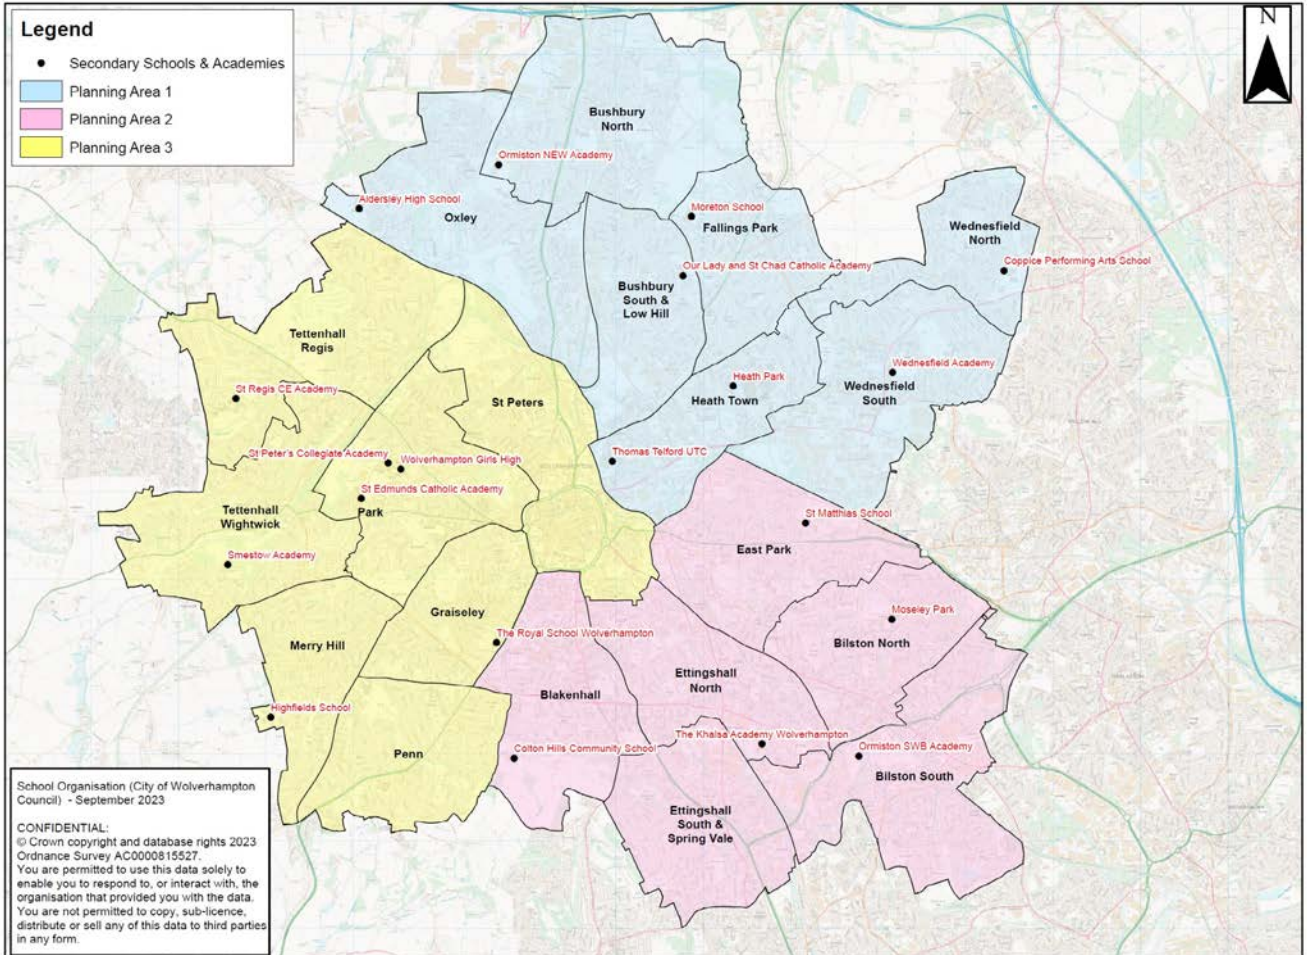 Legend
Secondary Schools & Academies
Planning Area 1
Planning Area 2
Planning Area 3
N
Bushbury
North
Ormiston NEW Academy
Aldersley High School
Oxley
Moreton School
Fallings Park
Wednesfield
North
Coppice Performing Arts School
Our Lady and St Chad Catholic Academy
Bushbury
South &
Low Hill
Tettenhall
Regis
St Regis CE Academy
St Peters
Heath Park
Heath Town
Wednesfield Academy
Wednesfield
South
St Peter's Collegiate Academy
Wolverhampton Girls High
Thomas Telford UTC
St Edmunds Catholic Academy
Park
Tettenhall
Wightwick
Smestow Academy
St Matthias School
East Park
Graiseley
Moseley Park
Bilston North
Merry Hill
The Royal School Wolverhampton
Ettingshall
North
Blakenhall
Highfields School
Penn
Colton Hills Community School
The Khalsa Academy Wolverhampton
Ormiston SWB Academy
Bilston South
Ettingshall
South &
Spring Vale
School Organisation (City of Wolverhampton
Council) - September 2023
CONFIDENTIAL:
© Crown copyright and database rights 2023
Ordnance Survey AC0000815527.
You are permitted to use this data solely to
enable you to respond to, or interact with, the
organisation that provided you with the data.
You are not permitted to copy, sub-licence,
distribute or sell any of this data to third parties
in any form.